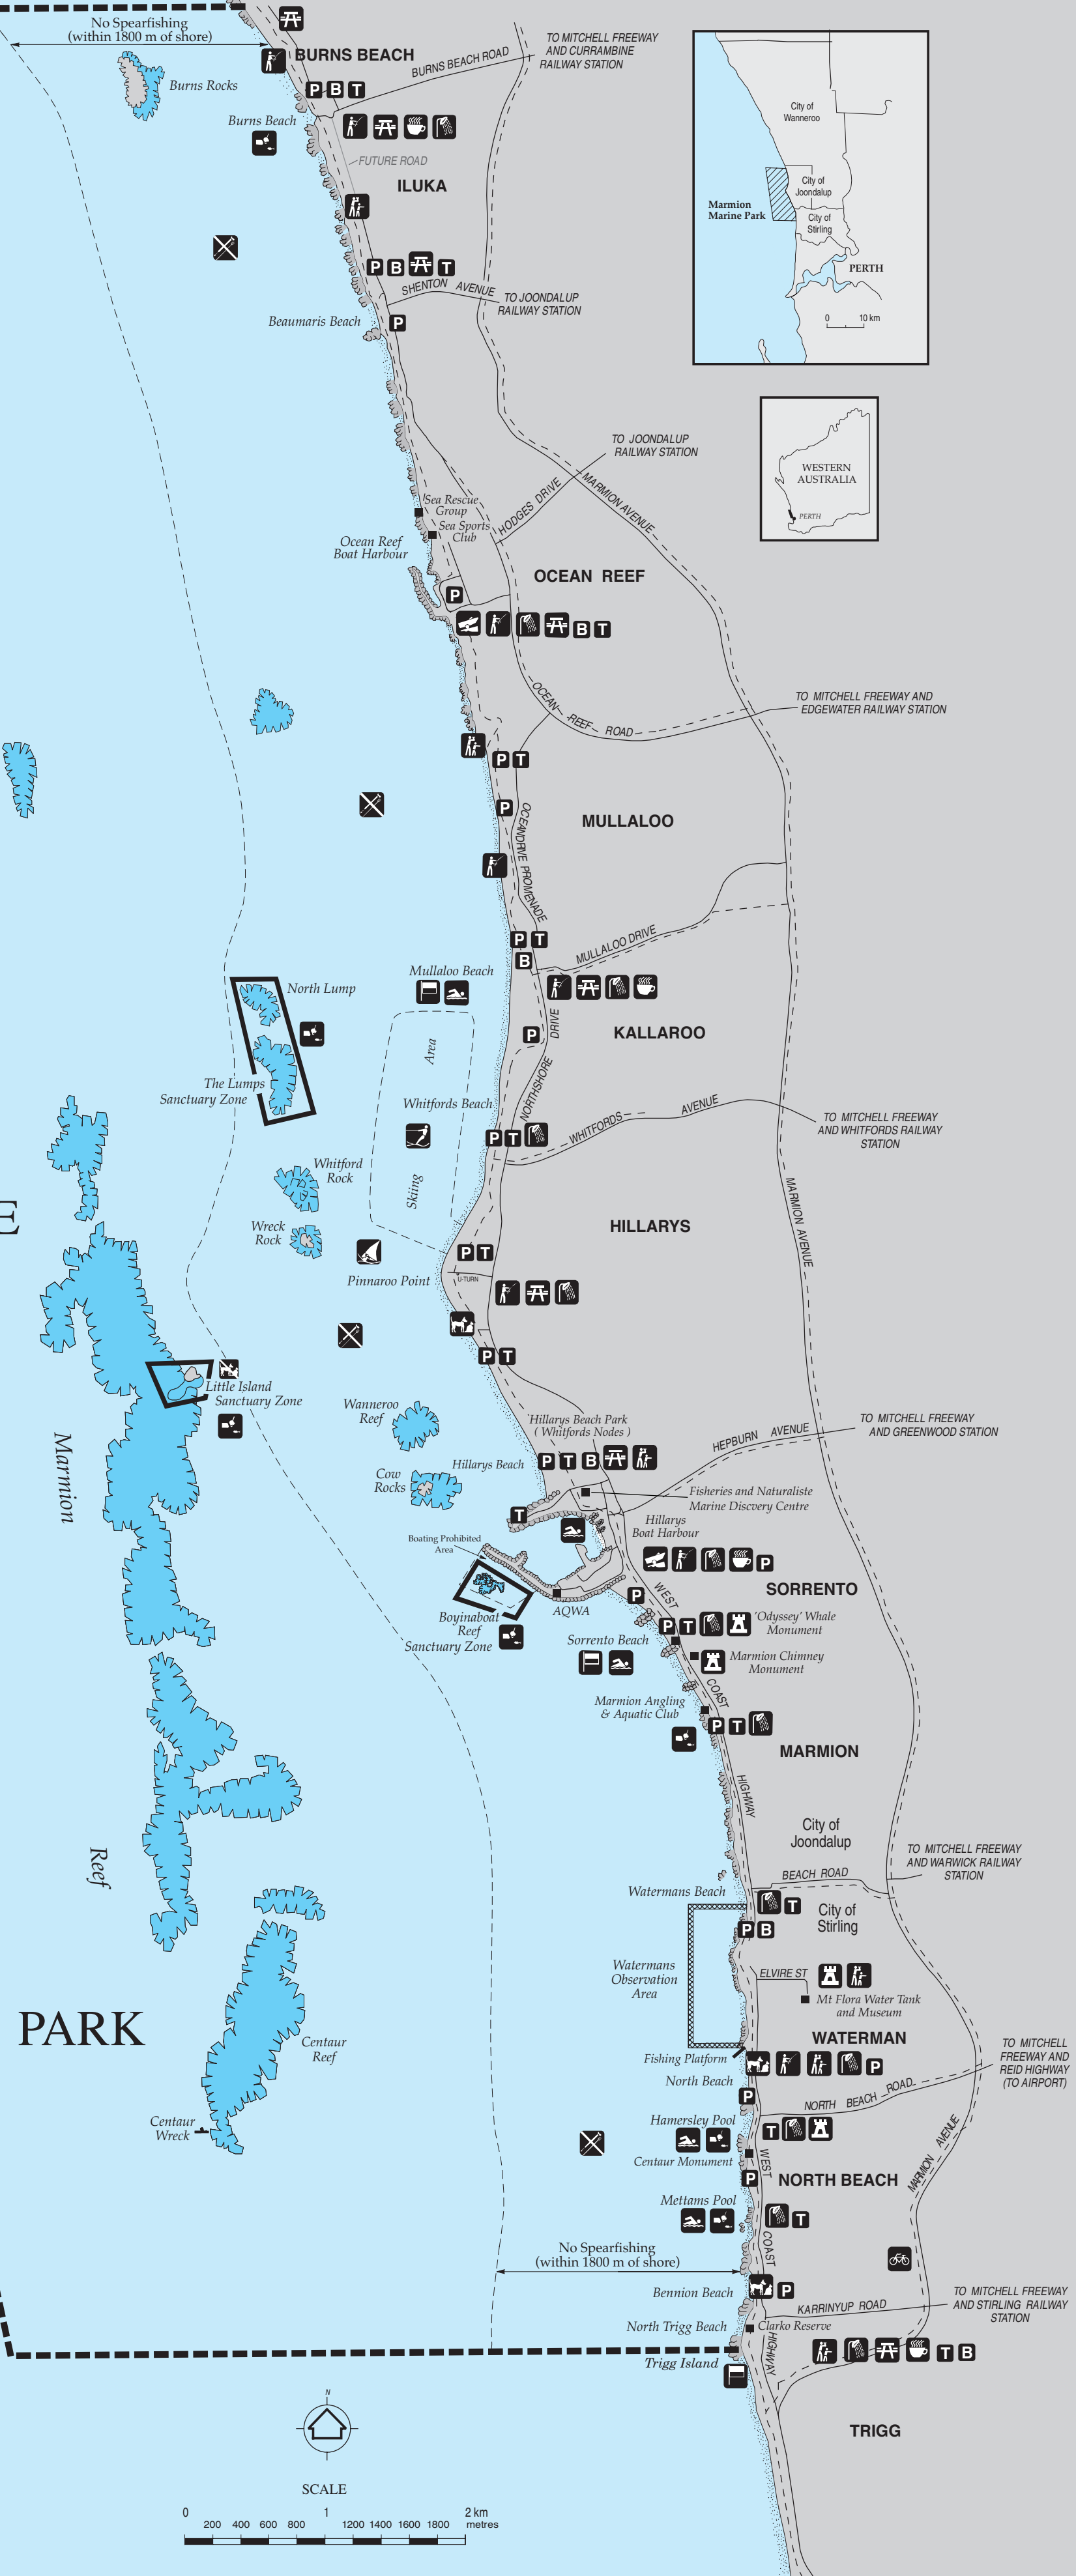 No Spearfishing
(within 1800 m of shore)
BURNS BEACH
BURNS BEACH ROAD
TO MITCHELL FREEWAY
AND CURRAMBINE
RAILWAY STATION
Burns Rocks
P B T
Burns Beach
FUTURE ROAD
ILUKA
City of
Wanneroo
City of
Joondalup
Marmion
Marine Park
City of
Stirling
PERTH
0 10 km
P B T
SHENTON AVENUE
TO JOONDALUP
RAILWAY STATION
Beaumaris Beach
P
WESTERN
AUSTRALIA
PERTH
TO JOONDALUP
RAILWAY STATION
HODGES DRIVE
MARMION AVENUE
Sea Rescue
Group
Sea Sports
Club
Ocean Reef
Boat Harbour
OCEAN REEF
P
B T
OCEAN REEF ROAD
TO MITCHELL FREEWAY AND
EDGEWATER RAILWAY STATION
P T
P
MULLALOO
OCEANDRIVE PROMENADE
P T
B
MULLALOO DRIVE
Mullaloo Beach
North Lump
P
DRIVE
KALLAROO
Area
The Lumps
Sanctuary Zone
Whitfords Beach
NORTHSHORE
WHITFORDS AVENUE
TO MITCHELL FREEWAY
AND WHITFORDS RAILWAY
STATION
P T
Whitford
Rock
Skiing
MARMION AVENUE
E
Wreck
Rock
HILLARYS
P T
Pinnaroo Point
U-TURN
P T
Little Island
Sanctuary Zone
Wanneroo
Reef
Hillarys Beach Park
( Whitfords Nodes )
HEPBURN AVENUE
TO MITCHELL FREEWAY
AND GREENWOOD STATION
Marmion
Cow
Rocks
Hillarys Beach
P T B
Fisheries and Naturaliste
Marine Discvery Centre
T
Hillarys
Boat Harbour
Boating Prohibited
Area
P
SORRENTO
P
WEST
AQWA
Boyinaboat
Reef
Sanctuary Zone
P T
'Odyssey' Whale
Monument
Sorrento Beach
Marmion Chimney
Monument
COAST
Marmion Angling
& Aquatic Club
P T
MARMION
HIGHWAY
City of
Joondalup
Reef
BEACH ROAD
TO MITCHELL FREEWAY
AND WARWICK RAILWAY
STATION
Watermans Beach
T
City of
Stirling
P B
Watermans
Observation
Area
ELVIRE ST
Mt Flora Water Tank
and Museum
PARK
WATERMAN
Centaur
Reef
Fishing Platform
P
TO MITCHELL
FREEWAY AND
REID HIGHWAY
(TO AIRPORT)
North Beach
P
NORTH BEACH ROAD
Centaur
Wreck
Hamersley Pool
T
MARMION AVENUE
Centaur Monument
WEST
P
NORTH BEACH
Mettams Pool
T
COAST
No Spearfishing
(within 1800 m of shore)
Bennion Beach
P
KARRINYUP ROAD
TO MITCHELL FREEWAY
AND STIRLING RAILWAY
STATION
North Trigg Beach
Clarko Reserve
HIGHWAY
T B
Trigg Island
N
TRIGG
SCALE
0 1 2 km
200 400 600 800 1200 1400 1600 1800 metres